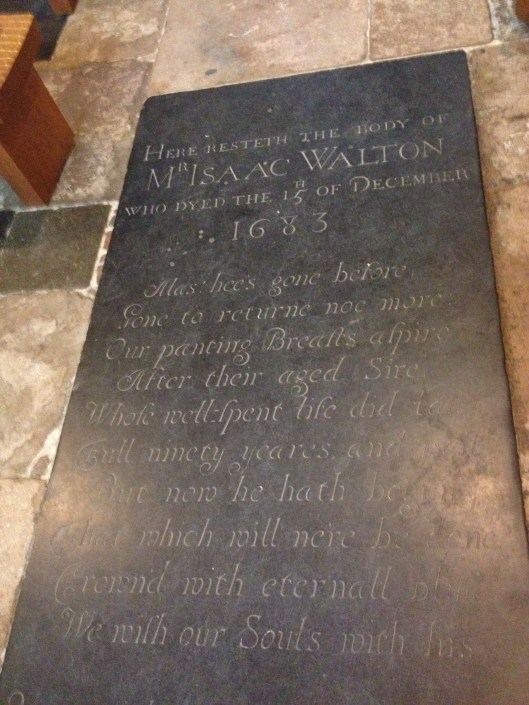 HERE RESTETH THE BODY OF
Mᴿ ISAAC WALTON
WHO DYED THE 15ᵀᴴ OF DECEMBER
1683
Alas hee's gone before
Gone to returne noe more
Our panting Breasts aspire
After their aged Sire
Whose well-spent life did
Full ninety yeares and
But now he hath
That which will nere be
Crown'd with eternall
We wish our Souls with his